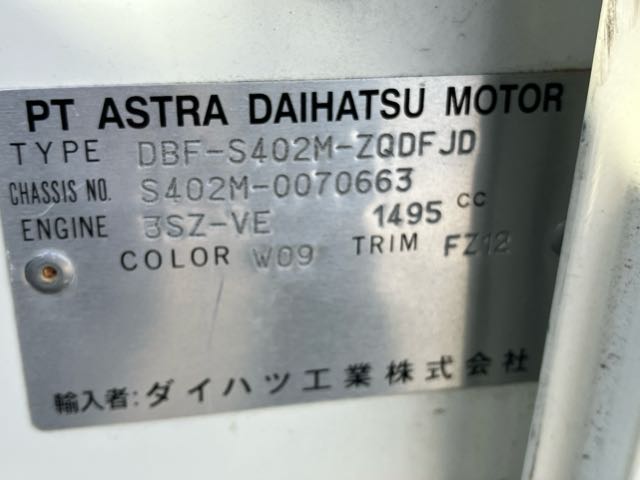 PT ASTRA DAIHATSU MOTOR
TYPE DBF-S402M-ZQDFJD
CHASSIS NO. S402M-0070663
ENGINE 3SZ-VE 1495 CC
COLOR W09 TRIM FZ12
輸入者: ダイハツ工業株式会社